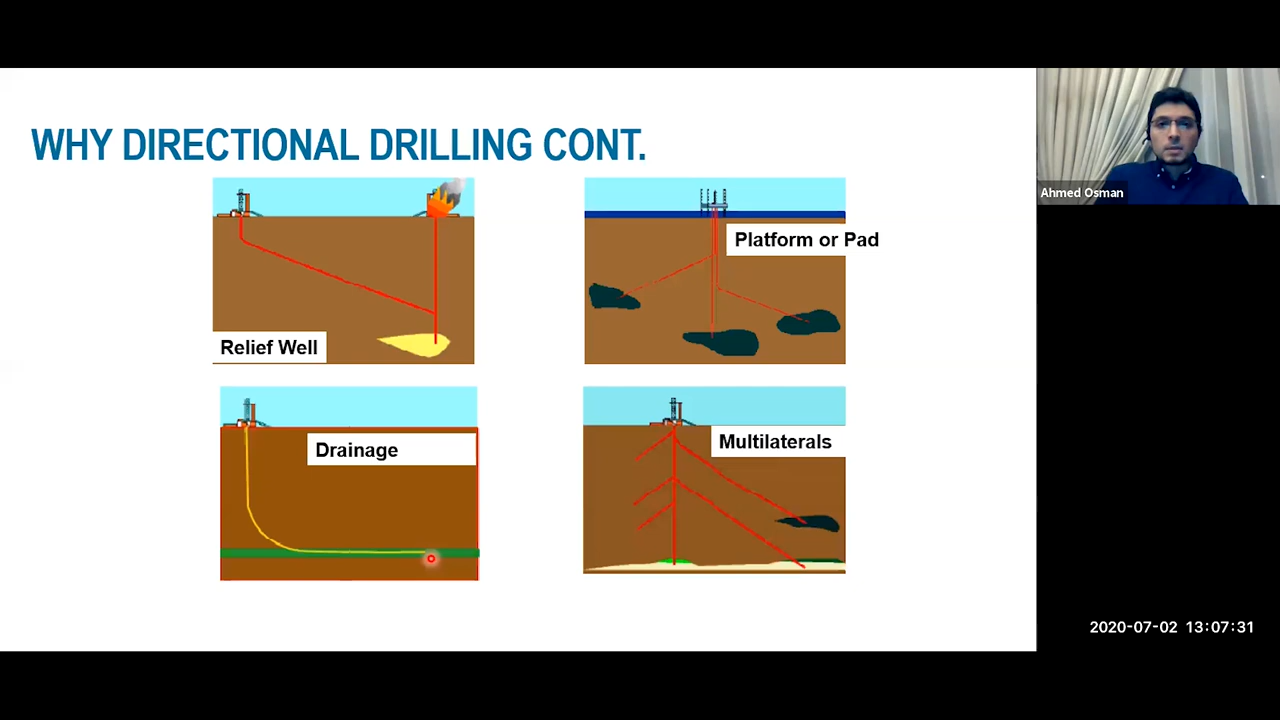 WHY DIRECTIONAL DRILLING CONT.
Relief Well
Platform or Pad
Drainage
Multilaterals
Ahmed Osman
2020-07-02 13:07:31